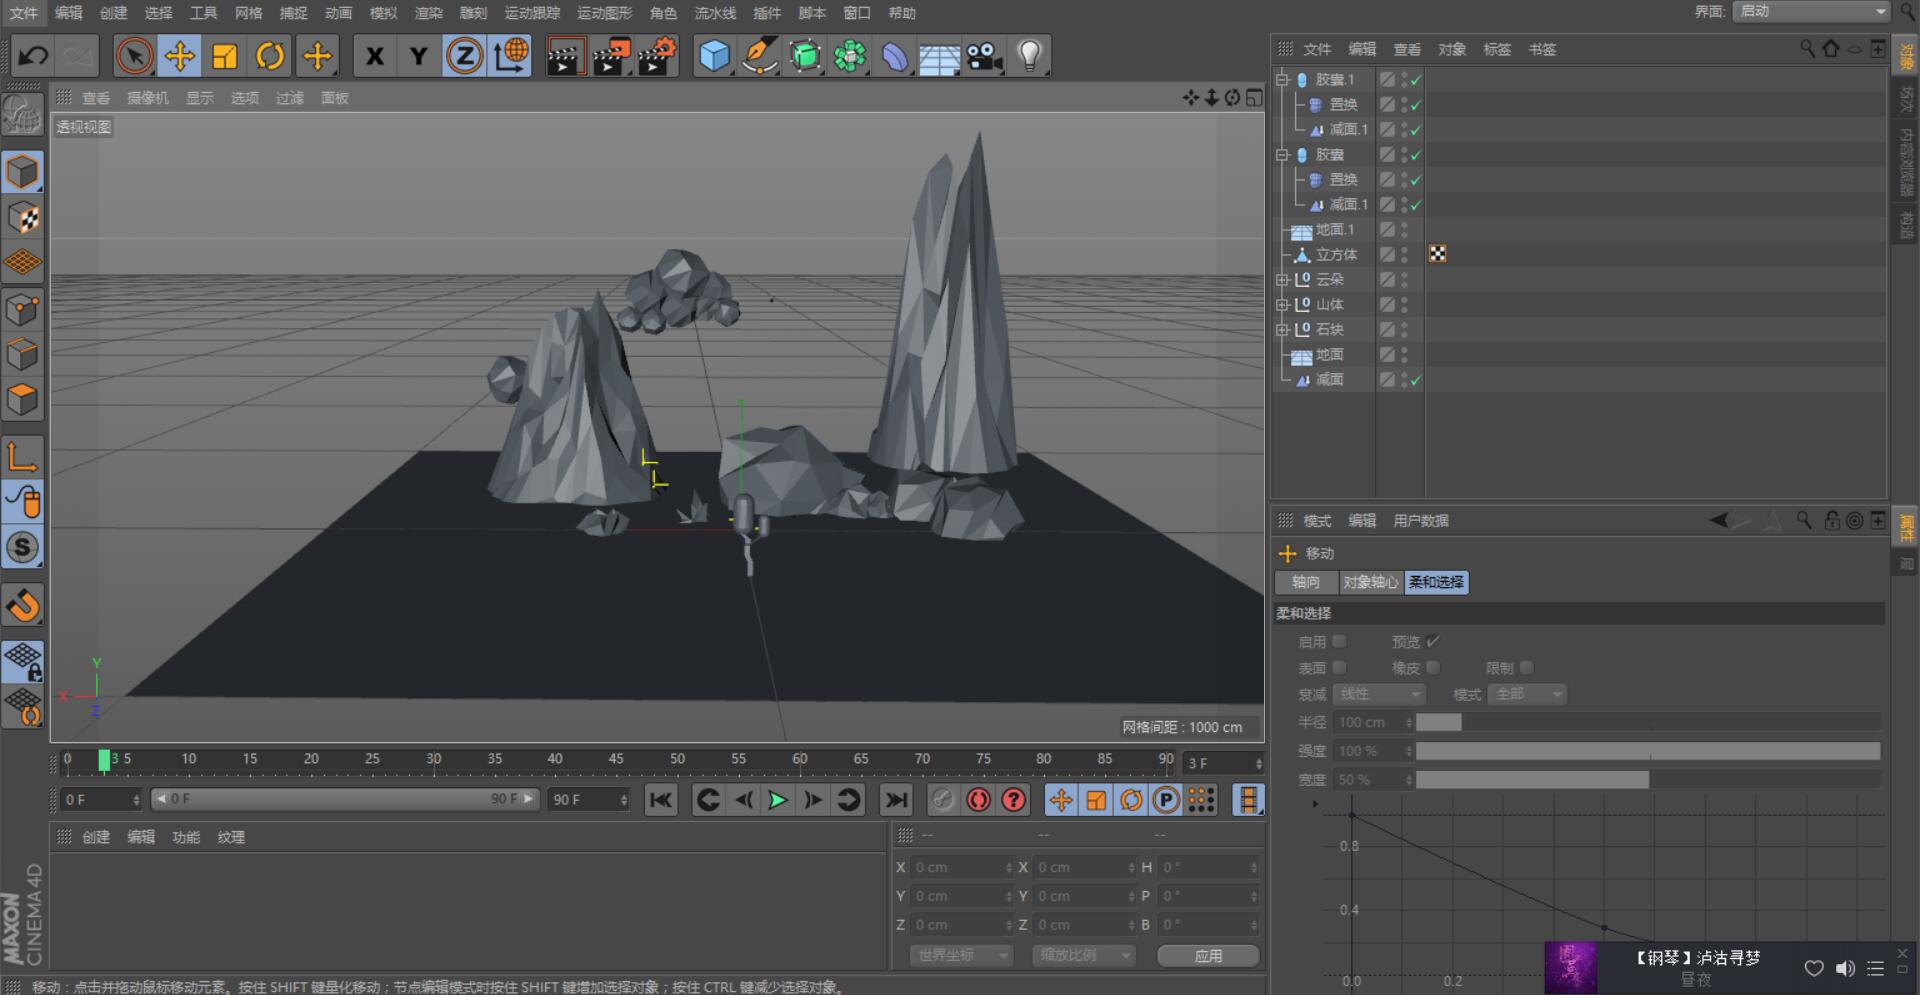 文件 编辑 创建 选择 工具 网格 捕捉 动画 模拟 渲染 雕刻 运动跟踪 运动图形 角色 流水线 插件 脚本 窗口 帮助
界面: 启动
X Y Z
查看 摄像机 显示 选项 过滤 面板
透视视图
Y
X
Z
网格间距 : 1000 cm
0 3 5 10 15 20 25 30 35 40 45 50 55 60 65 70 75 80 85 90 3 F
0 F 0 F 90 F 90 F
创建 编辑 功能 纹理
-- -- --
X 0 cm X 0 cm H 0 °
Y 0 cm Y 0 cm P 0 °
Z 0 cm Z 0 cm B 0 °
世界坐标 缩放比例 应用
MAXON
CINEMA 4D
移动 : 点击并拖动鼠标移动元素。按住 SHIFT 键量化移动 ; 节点编辑模式时按住 SHIFT 键增加选择对象 ; 按住 CTRL 键减少选择对象。
文件 编辑 查看 对象 标签 书签
胶囊.1
置换
减面.1
胶囊
置换
减面.1
地面.1
立方体
云朵
山体
石块
地面
减面
对象
场次
内容浏览器
构造
模式 编辑 用户数据
移动
轴向 对象轴心 柔和选择
柔和选择
启用 预览
表面 橡皮 限制
衰减 线性 模式 全部
半径 100 cm
强度 100 %
宽度 50 %
0.8
0.4
0.0 0.2
属性
层
【钢琴】泸沽寻梦
昼夜